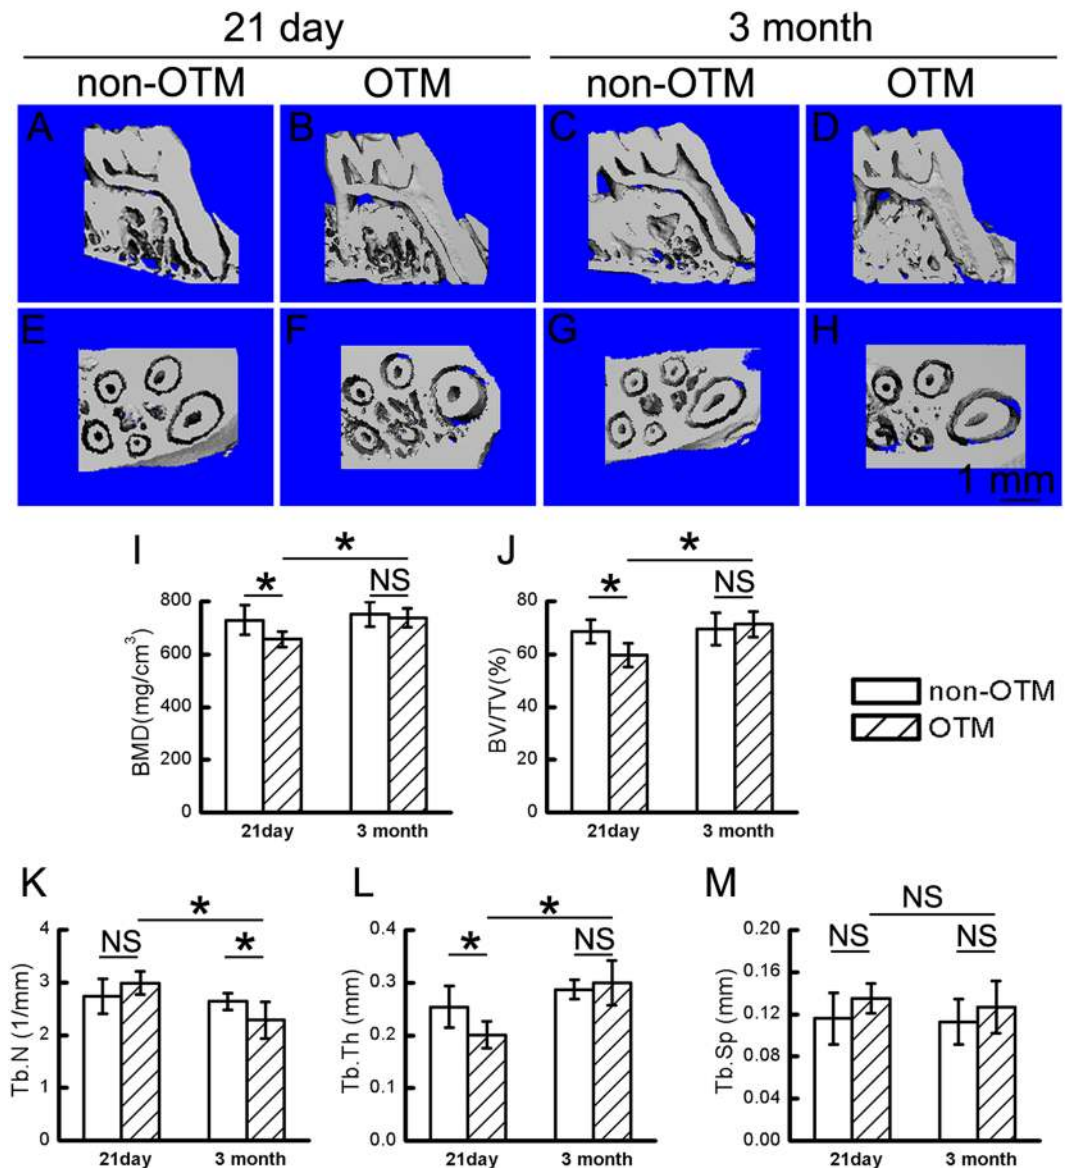 21 day 3 month
non-OTM OTM non-OTM OTM
A B C D
E F G H
1 mm
I J
* *
* NS * NS
800 80
600 60
400 40
200 20
0 0
BMD(mg/cm³) BV/TV(%)
21day 3 month 21day 3 month
non-OTM
OTM
K L M
* * NS
NS * * NS NS NS
4 0.4 0.20
3 0.3 0.16
2 0.2 0.12
1 0.1 0.08
0 0.0 0.04
0.00
Tb.N (1/mm) Tb.Th (mm) Tb.Sp (mm)
21day 3 month 21day 3 month 21day 3 month